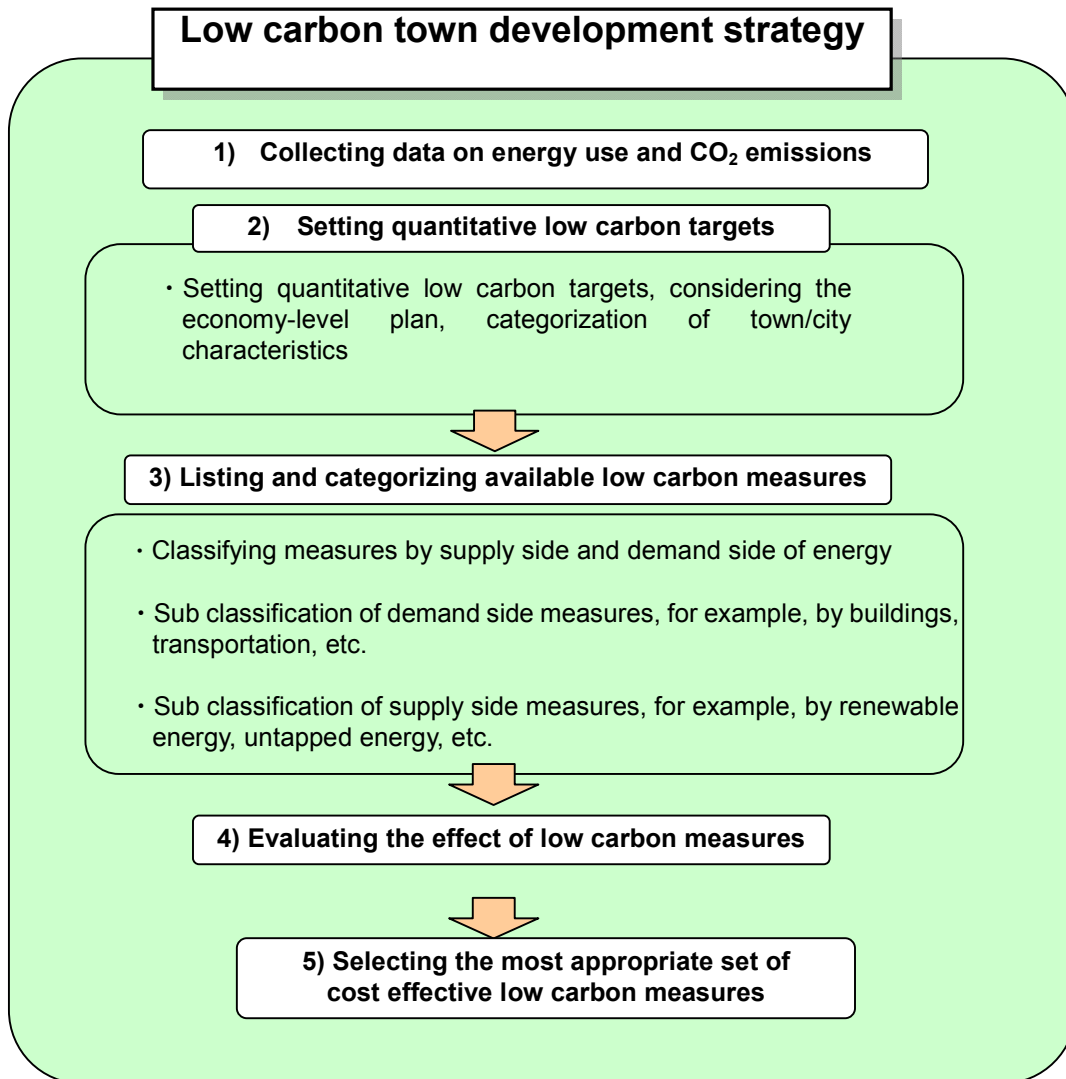 Low carbon town development strategy
1) Collecting data on energy use and CO₂ emissions
2) Setting quantitative low carbon targets
・Setting quantitative low carbon targets, considering the
economy-level plan, categorization of town/city
characteristics
3) Listing and categorizing available low carbon measures
・Classifying measures by supply side and demand side of energy
・Sub classification of demand side measures, for example, by buildings,
transportation, etc.
・Sub classification of supply side measures, for example, by renewable
energy, untapped energy, etc.
4) Evaluating the effect of low carbon measures
5) Selecting the most appropriate set of
cost effective low carbon measures